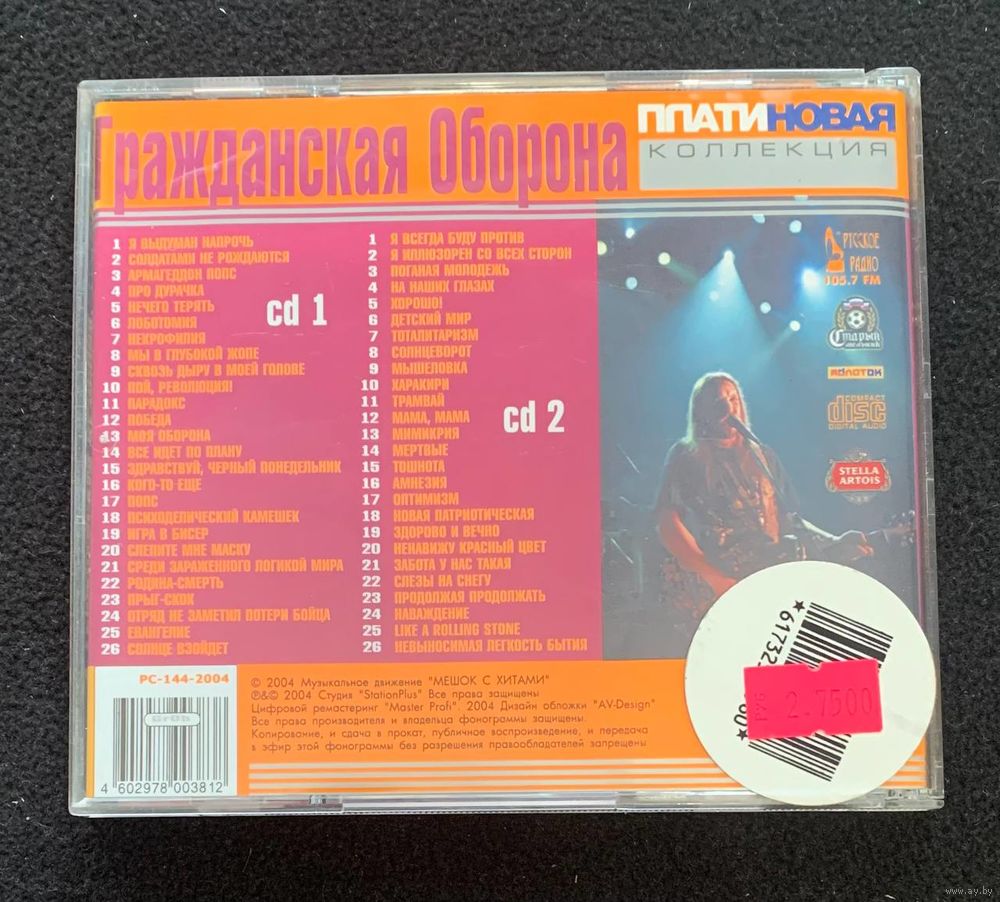 Гражданская Оборона
ППАТИНОВАЯ
КОЛЛЕКЦИЯ
cd 1
1 Я ВЫДУМАН НАПРОЧЬ
2 СОЛДАТАМИ НЕ РОЖДАЮТСЯ
3 АРМАГЕДДОН ПОПС
4 ПРО ДУРАЧКА
5 НЕЧЕГО ТЕРЯТЬ
6 ЛОБОТОМИЯ
7 НЕКРОФИЛИЯ
8 МЫ В ГЛУБОКОЙ ЖОПЕ
9 СКВОЗЬ ДЫРУ В МОЕЙ ГОЛОВЕ
10 ПОЙ, РЕВОЛЮЦИЯ!
11 ПАРАДОКС
12 ПОБЕДА
13 МОЯ ОБОРОНА
14 ВСЕ ИДЕТ ПО ПЛАНУ
15 ЗДРАВСТВУЙ, ЧЕРНЫЙ ПОНЕДЕЛЬНИК
16 КОГО-ТО ЕЩЕ
17 ПОПС
18 ПСИХОДЕЛИЧЕСКИЙ КАМЕШЕК
19 ИГРА В БИСЕР
20 СЛЕПИТЕ МНЕ МАСКУ
21 СРЕДИ ЗАРАЖЕННОГО ЛОГИКОЙ МИРА
22 РОДИНА-СМЕРТЬ
23 ПРЫГ-СКОК
24 ОТРЯД НЕ ЗАМЕТИЛ ПОТЕРИ БОЙЦА
25 ЕВАНГЕЛИЕ
26 СОЛНЦЕ ВЗОЙДЕТ
cd 2
1 Я ВСЕГДА БУДУ ПРОТИВ
2 Я ИЛЛЮЗОРЕН СО ВСЕХ СТОРОН
3 ПОГАНАЯ МОЛОДЕЖЬ
4 НА НАШИХ ГЛАЗАХ
5 ХОРОШО!
6 ДЕТСКИЙ МИР
7 ТОТАЛИТАРИЗМ
8 СОЛНЦЕВОРОТ
9 МЫШЕЛОВКА
10 ХАРАКИРИ
11 ТРАМВАЙ
12 МАМА, МАМА
13 МИМИКРИЯ
14 МЕРТВЫЕ
15 ТОШНОТА
16 АМНЕЗИЯ
17 ОПТИМИЗМ
18 НОВАЯ ПАТРИОТИЧЕСКАЯ
19 ЗДОРОВО И ВЕЧНО
20 НЕНАВИЖУ КРАСНЫЙ ЦВЕТ
21 ЗАБОТА У НАС ТАКАЯ
22 СЛЕЗЫ НА СНЕГУ
23 ПРОДОЛЖАЯ ПРОДОЛЖАТЬ
24 НАВАЖДЕНИЕ
25 LIKE A ROLLING STONE
26 НЕВЫНОСИМАЯ ЛЕГКОСТЬ БЫТИЯ
РУССКОЕ
РАДИО
105.7 FM
Старый
МОЛОТОК
COMPACT
disc
DIGITAL AUDIO
STELLA
ARTOIS
PC-144-2004
4 602978 003812
© 2004 Музыкальное движение "МЕШОК С ХИТАМИ"
℗&© 2004 Студия "StationPlus" Все права защищены
Цифровой ремастеринг "Master Profi". 2004 Дизайн обложки "AV-Design"
Все права производителя и владельца фонограммы защищены.
Копирование, и сдача в прокат, публичное воспроизведение, и передача
в эфир этой фонограммы без разрешения правообладателей запрещены
2.7500
www.ay.by